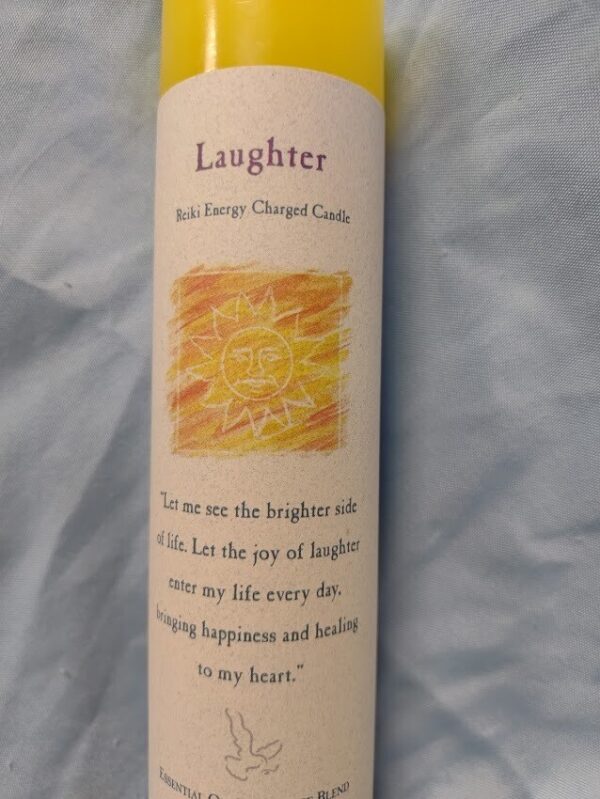 Laughter
Reiki Energy Charged Candle
"Let me see the brighter side
of life. Let the joy of laughter
enter my life every day,
bringing happiness and healing
to my heart."
Essential
Blend